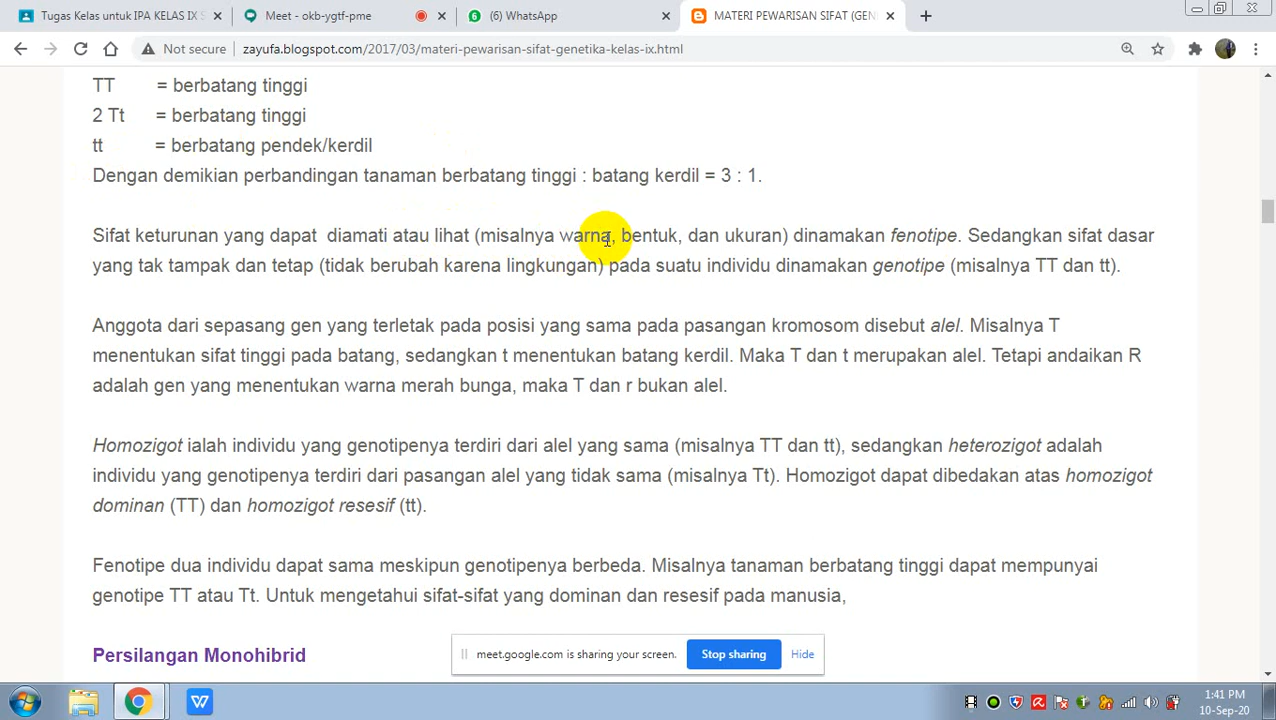 Tugas Kelas untuk IPA KELAS IX S
Meet - okb-ygtf-pme
(6) WhatsApp
MATERI PEWARISAN SIFAT (GEN
Not secure
zayufa.blogspot.com/2017/03/materi-pewarisan-sifat-genetika-kelas-ix.html
TT = berbatang tinggi
2 Tt = berbatang tinggi
tt = berbatang pendek/kerdil
Dengan demikian perbandingan tanaman berbatang tinggi : batang kerdil = 3 : 1.
Sifat keturunan yang dapat diamati atau lihat (misalnya warna, bentuk, dan ukuran) dinamakan fenotipe. Sedangkan sifat dasar
yang tak tampak dan tetap (tidak berubah karena lingkungan) pada suatu individu dinamakan genotipe (misalnya TT dan tt).
Anggota dari sepasang gen yang terletak pada posisi yang sama pada pasangan kromosom disebut alel. Misalnya T
menentukan sifat tinggi pada batang, sedangkan t menentukan batang kerdil. Maka T dan t merupakan alel. Tetapi andaikan R
adalah gen yang menentukan warna merah bunga, maka T dan r bukan alel.
Homozigot ialah individu yang genotipenya terdiri dari alel yang sama (misalnya TT dan tt), sedangkan heterozigot adalah
individu yang genotipenya terdiri dari pasangan alel yang tidak sama (misalnya Tt). Homozigot dapat dibedakan atas homozigot
dominan (TT) dan homozigot resesif (tt).
Fenotipe dua individu dapat sama meskipun genotipenya berbeda. Misalnya tanaman berbatang tinggi dapat mempunyai
genotipe TT atau Tt. Untuk mengetahui sifat-sifat yang dominan dan resesif pada manusia,
Persilangan Monohibrid
meet.google.com is sharing your screen.
Stop sharing
Hide
1:41 PM
10-Sep-20